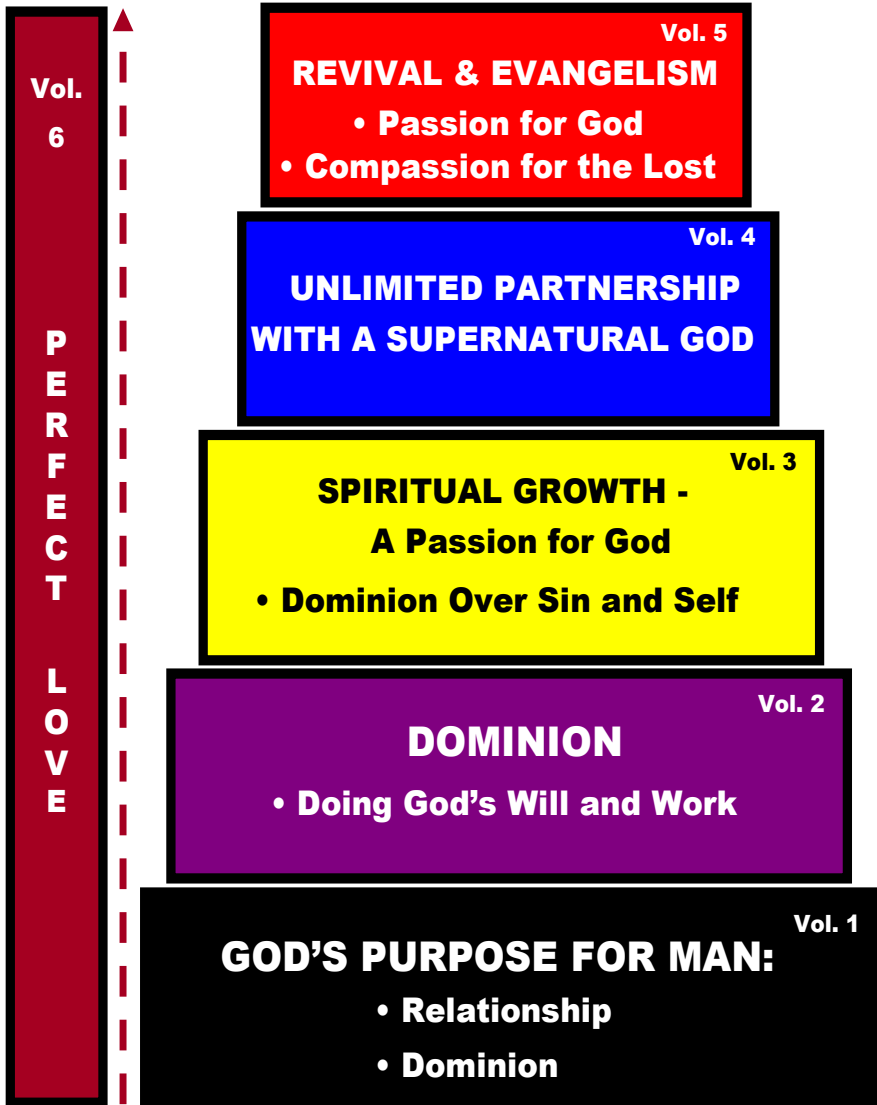 Vol.
6
PERFECT
LOVE
Vol. 5
REVIVAL & EVANGELISM
• Passion for God
• Compassion for the Lost
Vol. 4
UNLIMITED PARTNERSHIP
WITH A SUPERNATURAL GOD
Vol. 3
SPIRITUAL GROWTH -
A Passion for God
• Dominion Over Sin and Self
Vol. 2
DOMINION
• Doing God’s Will and Work
Vol. 1
GOD’S PURPOSE FOR MAN:
• Relationship
• Dominion